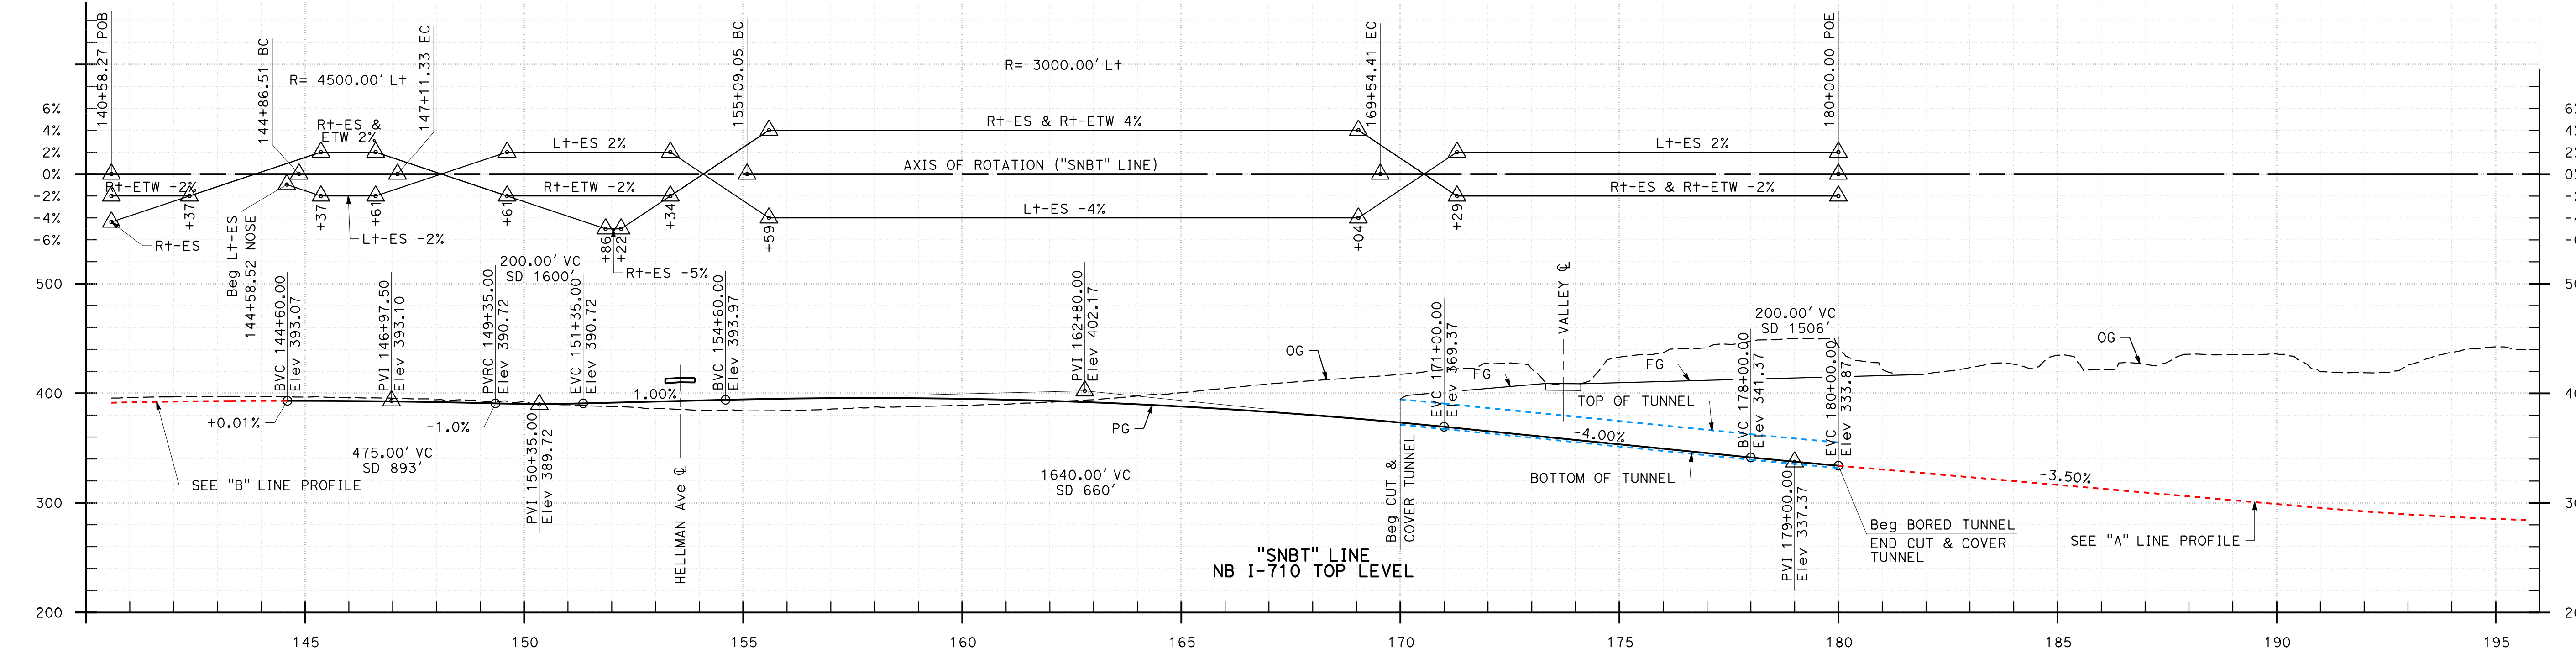 140+58.27 POB
144+86.51 BC
R= 4500.00' Lt
147+11.33 EC
155+09.05 BC
R= 3000.00' Lt
169+54.41 EC
180+00.00 POE
6%
4%
2%
0%
-2%
-4%
-6%
Rt-ES &
ETW 2%
Lt-ES 2%
Rt-ES & Rt-ETW 4%
AXIS OF ROTATION ("SNBT" LINE)
Lt-ES 2%
Rt-ETW -2%
Rt-ETW -2%
Rt-ES & Rt-ETW -2%
Lt-ES -4%
+37
+37
+61
+61
+86
+22
+34
+59
+04
+29
Rt-ES
Lt-ES -2%
Rt-ES -5%
Beg Lt-ES
144+58.52 NOSE
6%
4%
2%
0%
-2
-4
-6
500
400
300
200
BVC 144+60.00
Elev 393.07
PVI 146+97.50
Elev 393.10
PVRC 149+35.00
Elev 390.72
200.00' VC
SD 1600'
EVC 151+35.00
Elev 390.72
BVC 154+60.00
Elev 393.97
PVI 162+80.00
Elev 402.17
EVC 171+00.00
Elev 369.37
VALLEY ℄
200.00' VC
SD 1506'
BVC 178+00.00
Elev 341.37
EVC 180+00.00
Elev 333.87
OG
FG
FG
OG
+0.01%
-1.0%
1.00%
PG
TOP OF TUNNEL
-4.00%
BOTTOM OF TUNNEL
-3.50%
475.00' VC
SD 893'
SEE "B" LINE PROFILE
PVI 150+35.00
Elev 389.72
HELLMAN Ave ℄
1640.00' VC
SD 660'
Beg CUT &
COVER TUNNEL
PVI 179+00.00
Elev 337.37
Beg BORED TUNNEL
END CUT & COVER
TUNNEL
SEE "A" LINE PROFILE
"SNBT" LINE
NB I-710 TOP LEVEL
50
40
30
20
145
150
155
160
165
170
175
180
185
190
195